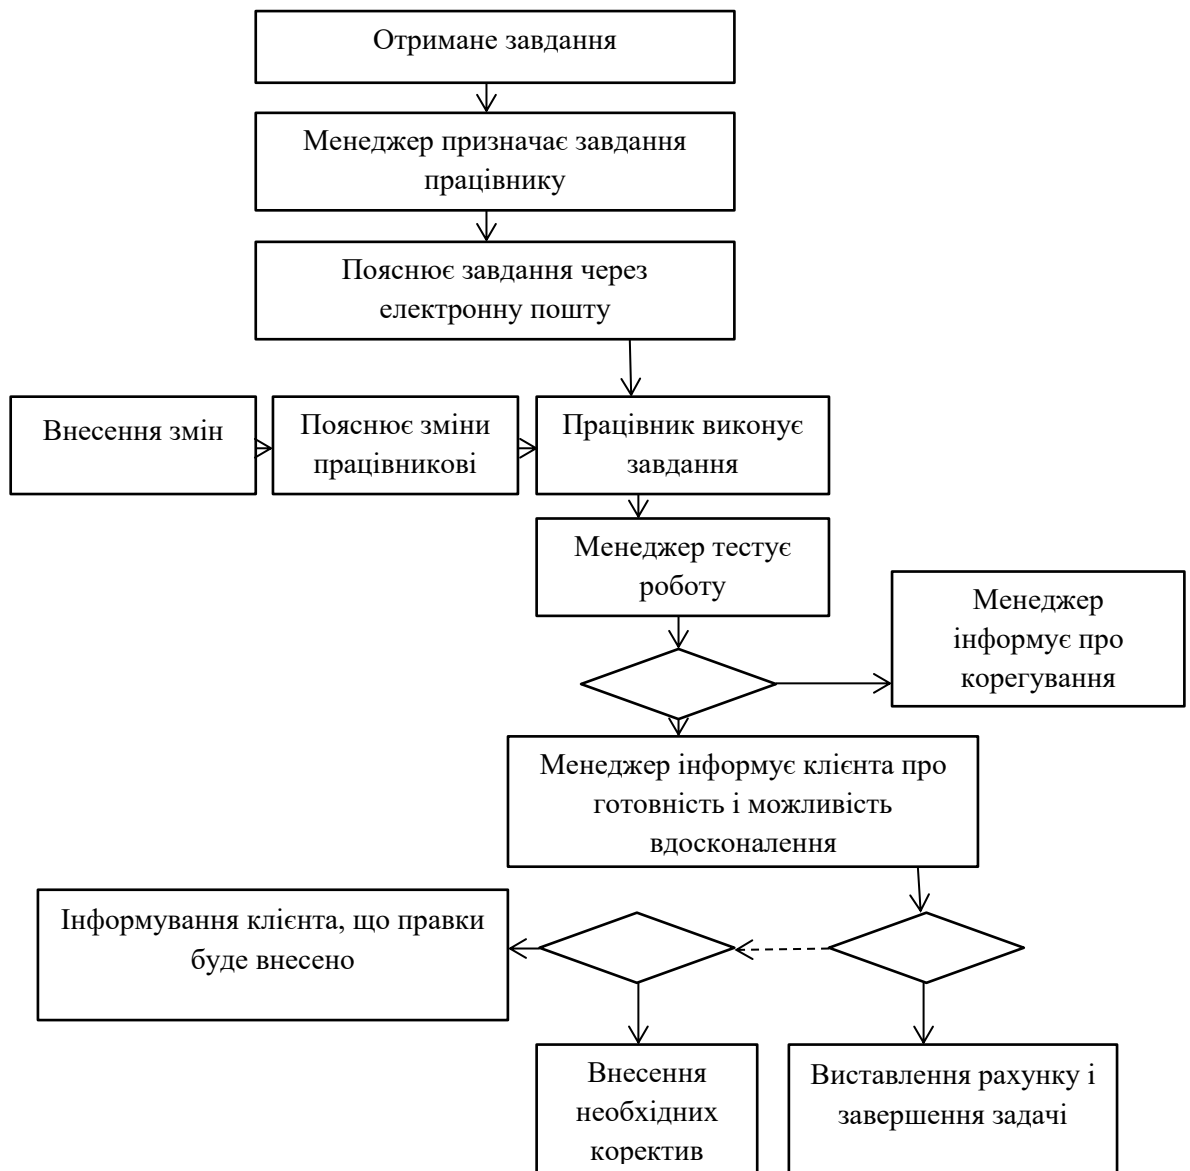 Отримане завдання
Менеджер призначає завдання
працівнику
Пояснює завдання через
електронну пошту
Внесення змін
Пояснює зміни
працівникові
Працівник виконує
завдання
Менеджер тестує
роботу
Менеджер
інформує про
корегування
Менеджер інформує клієнта про
готовність і можливість
вдосконалення
Інформування клієнта, що правки
буде внесено
Внесення
необхідних
коректив
Виставлення рахунку і
завершення задачі